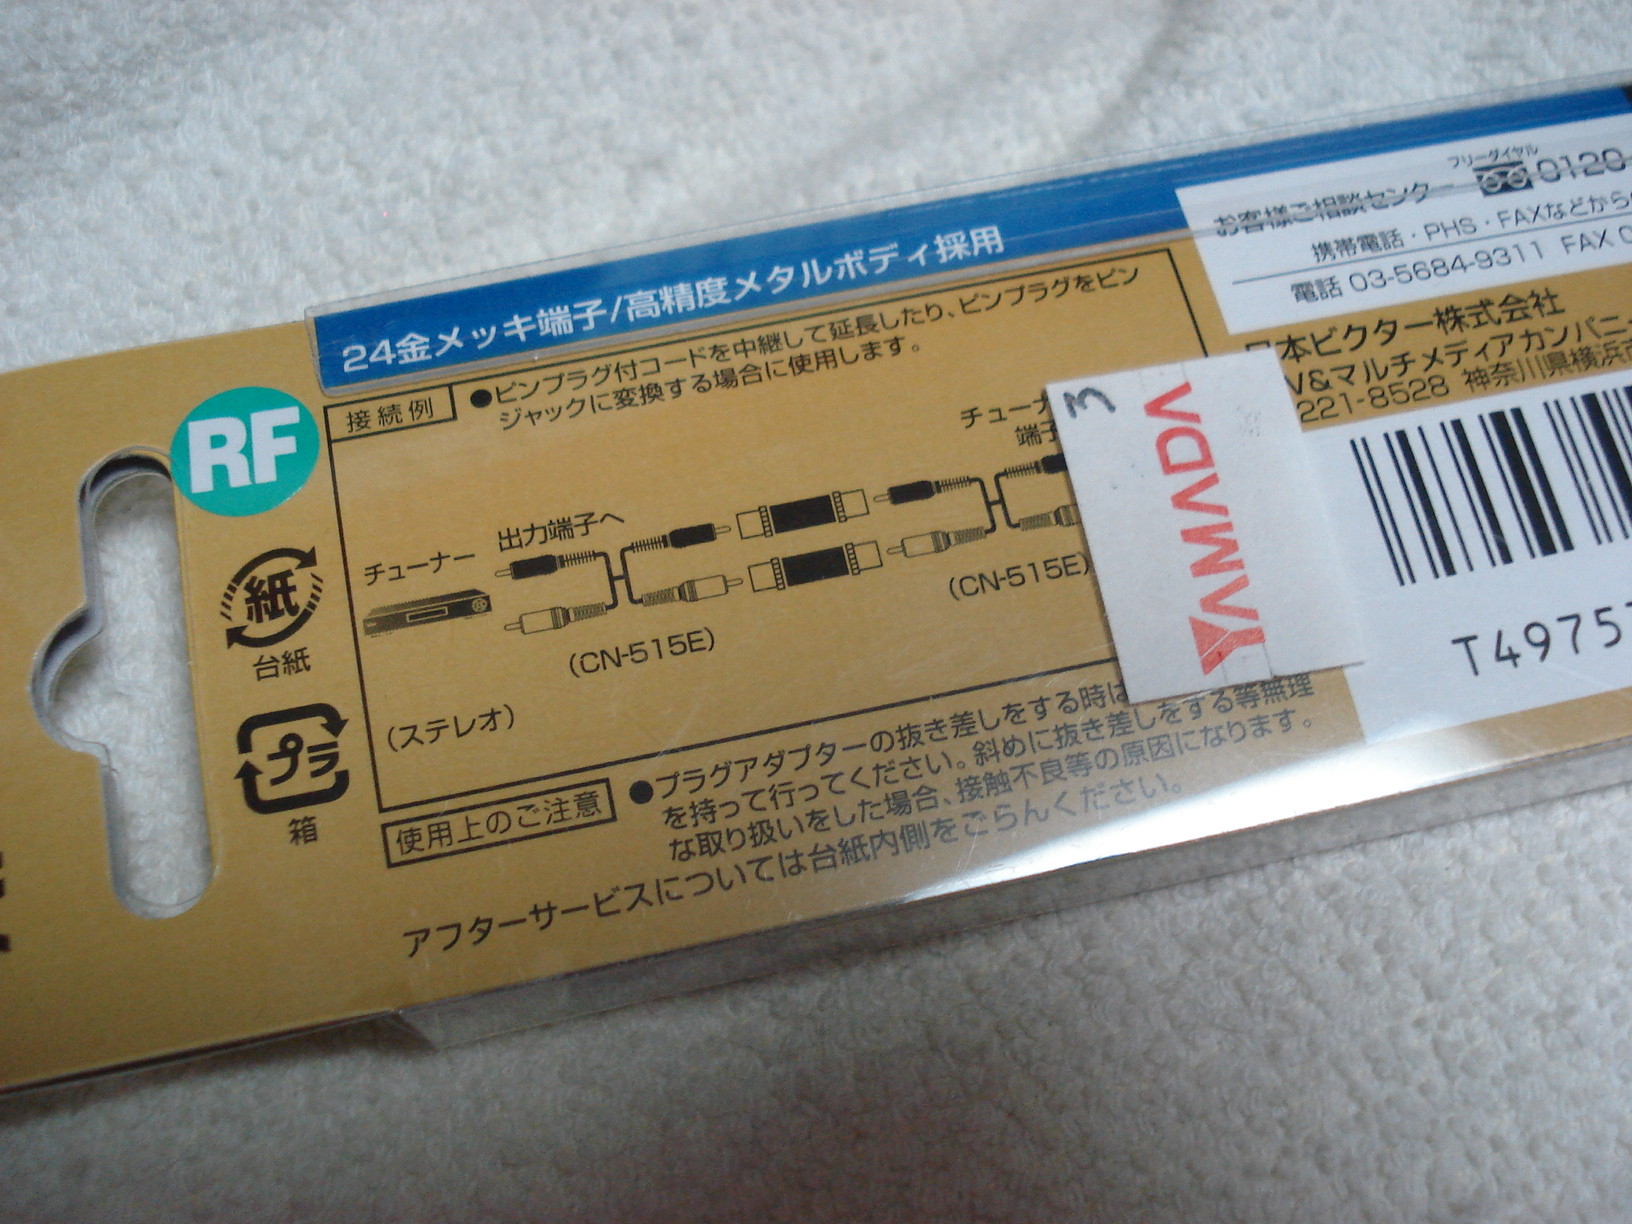 24金メッキ端子/高精度メタルボディ採用
RF
接続例
●ピンプラグ付コードを中継して延長したり、ピンプラグをピン
ジャックに変換する場合に使用します。
チューナー
出力端子へ
チューナ
端子
(CN-515E)
(CN-515E)
(ステレオ)
紙
台紙
プラ
箱
使用上のご注意
●プラグアダプターの抜き差しをする時は
を持って行ってください。斜めに抜き差しをする等無理
な取り扱いをした場合、接触不良等の原因になります。
アフターサービスについては台紙内側をごらんください。
フリーダイヤル
お客様ご相談センター 0120
携帯電話・PHS・FAXなどから
電話 03-5684-9311 FAX 0
日本ビクター株式会社
V&マルチメディアカンパニー
221-8528 神奈川県横浜市
3
YAMADA
T4975